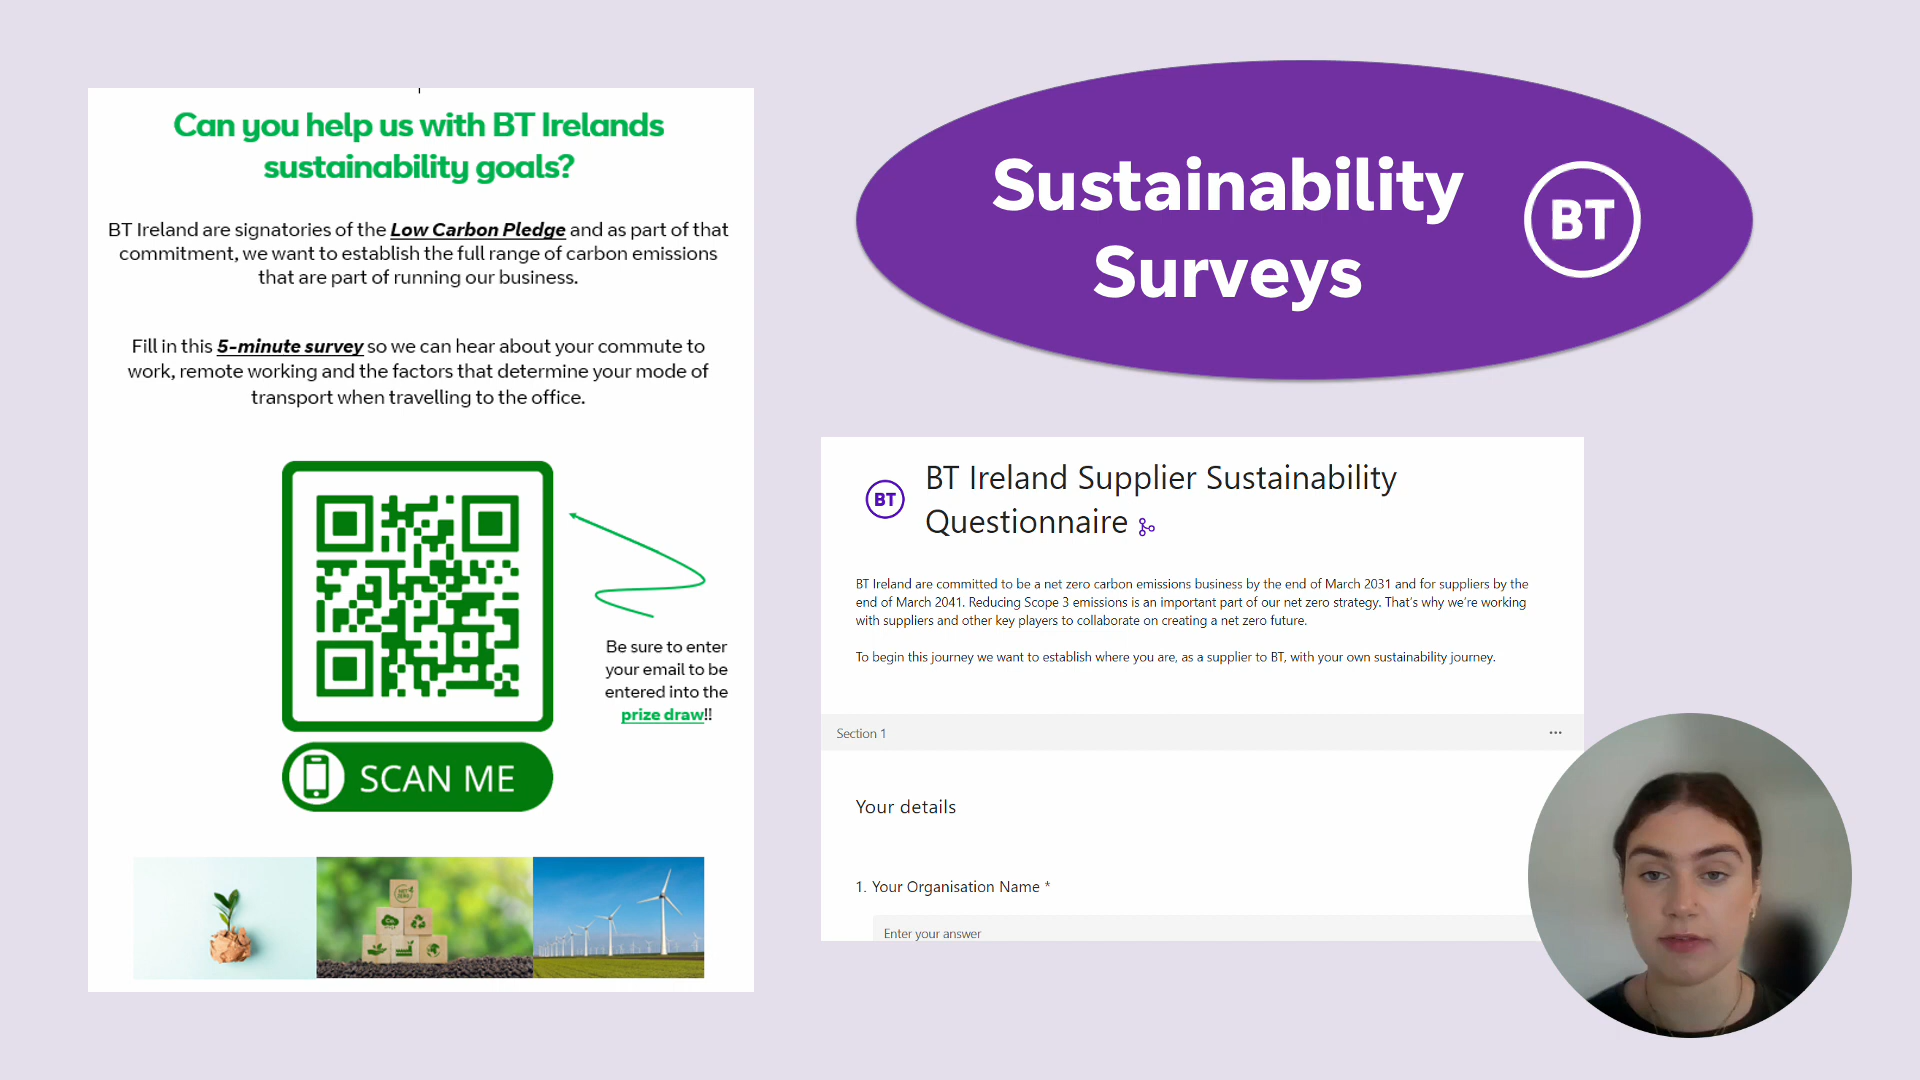 Can you help us with BT Irelands
sustainability goals?
BT Ireland are signatories of the Low Carbon Pledge and as part of that
commitment, we want to establish the full range of carbon emissions
that are part of running our business.
Fill in this 5-minute survey so we can hear about your commute to
work, remote working and the factors that determine your mode of
transport when travelling to the office.
Be sure to enter
your email to be
entered into the
prize draw!!
SCAN ME
Sustainability
Surveys
BT
BT
BT Ireland Supplier Sustainability
Questionnaire
BT Ireland are committed to be a net zero carbon emissions business by the end of March 2031 and for suppliers by the
end of March 2041. Reducing Scope 3 emissions is an important part of our net zero strategy. That's why we're working
with suppliers and other key players to collaborate on creating a net zero future.
To begin this journey we want to establish where you are, as a supplier to BT, with your own sustainability journey.
Section 1
...
Your details
1. Your Organisation Name *
Enter your answer